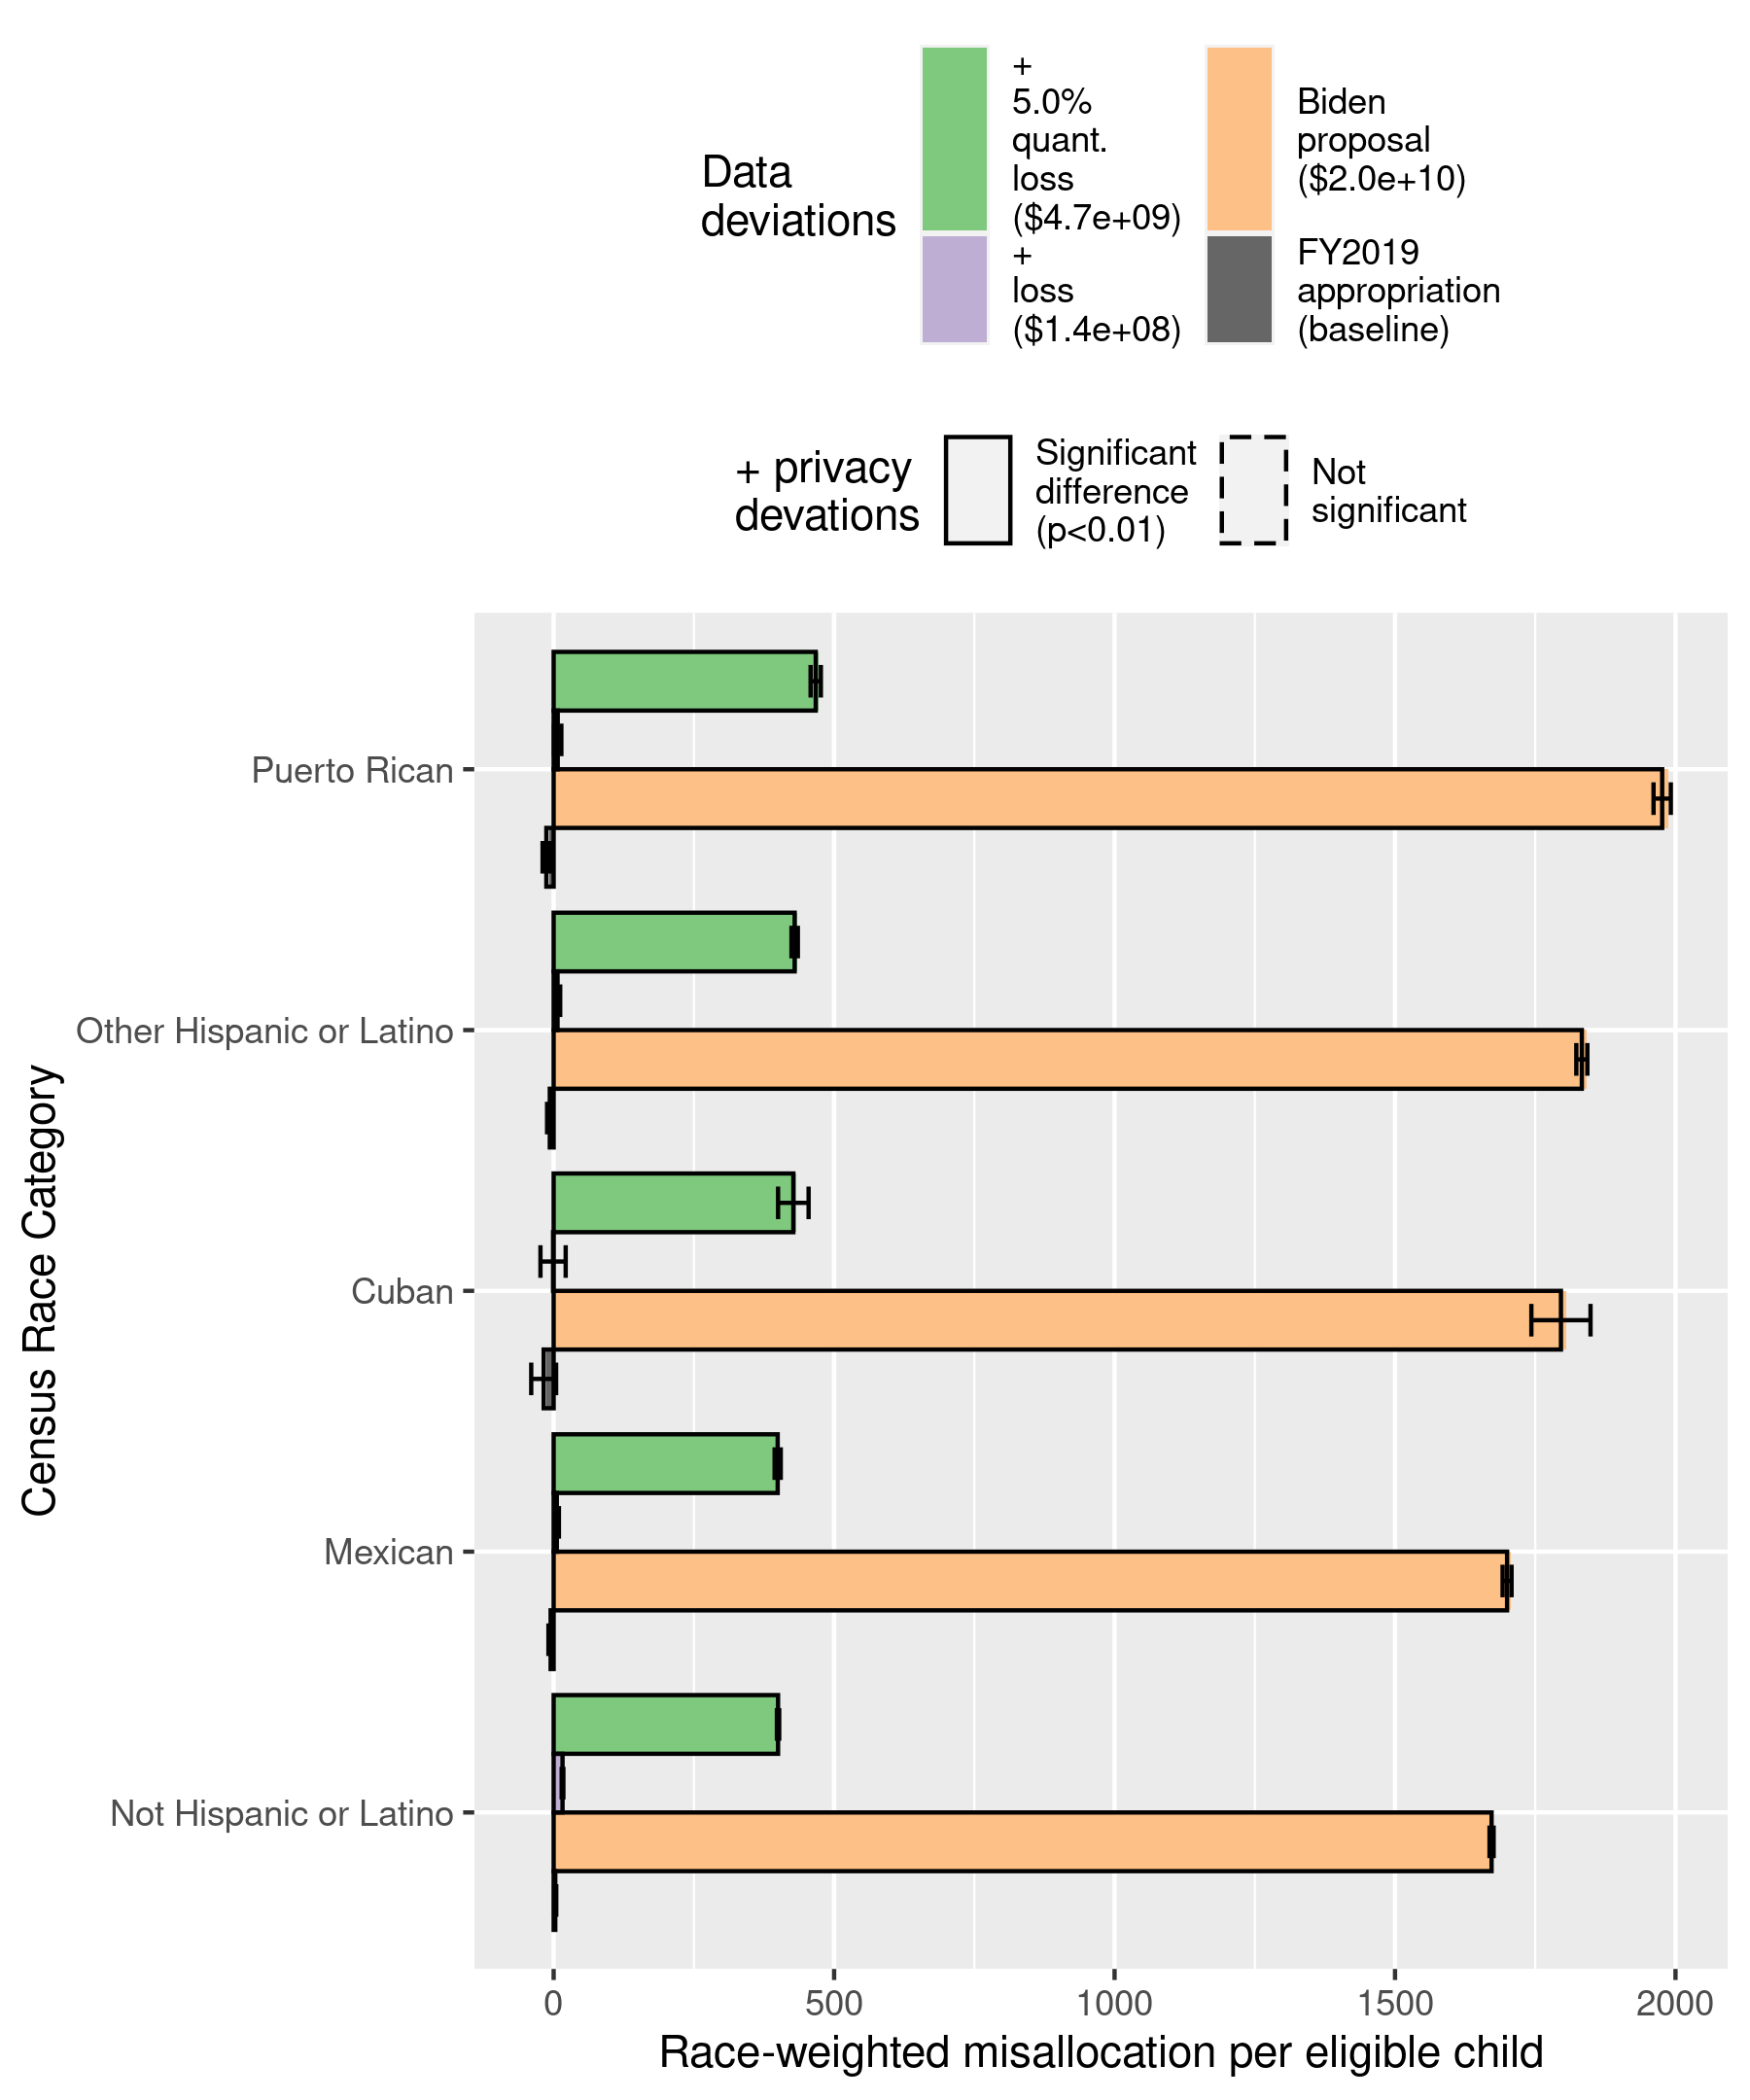 Data
deviations
+
5.0%
quant.
loss
($4.7e+09)
+
loss
($1.4e+08)
Biden
proposal
($2.0e+10)
FY2019
appropriation
(baseline)
+ privacy
devations
Significant
difference
(p<0.01)
Not
significant
Census Race Category
Puerto Rican
Other Hispanic or Latino
Cuban
Mexican
Not Hispanic or Latino
0
500
1000
1500
2000
Race-weighted misallocation per eligible child